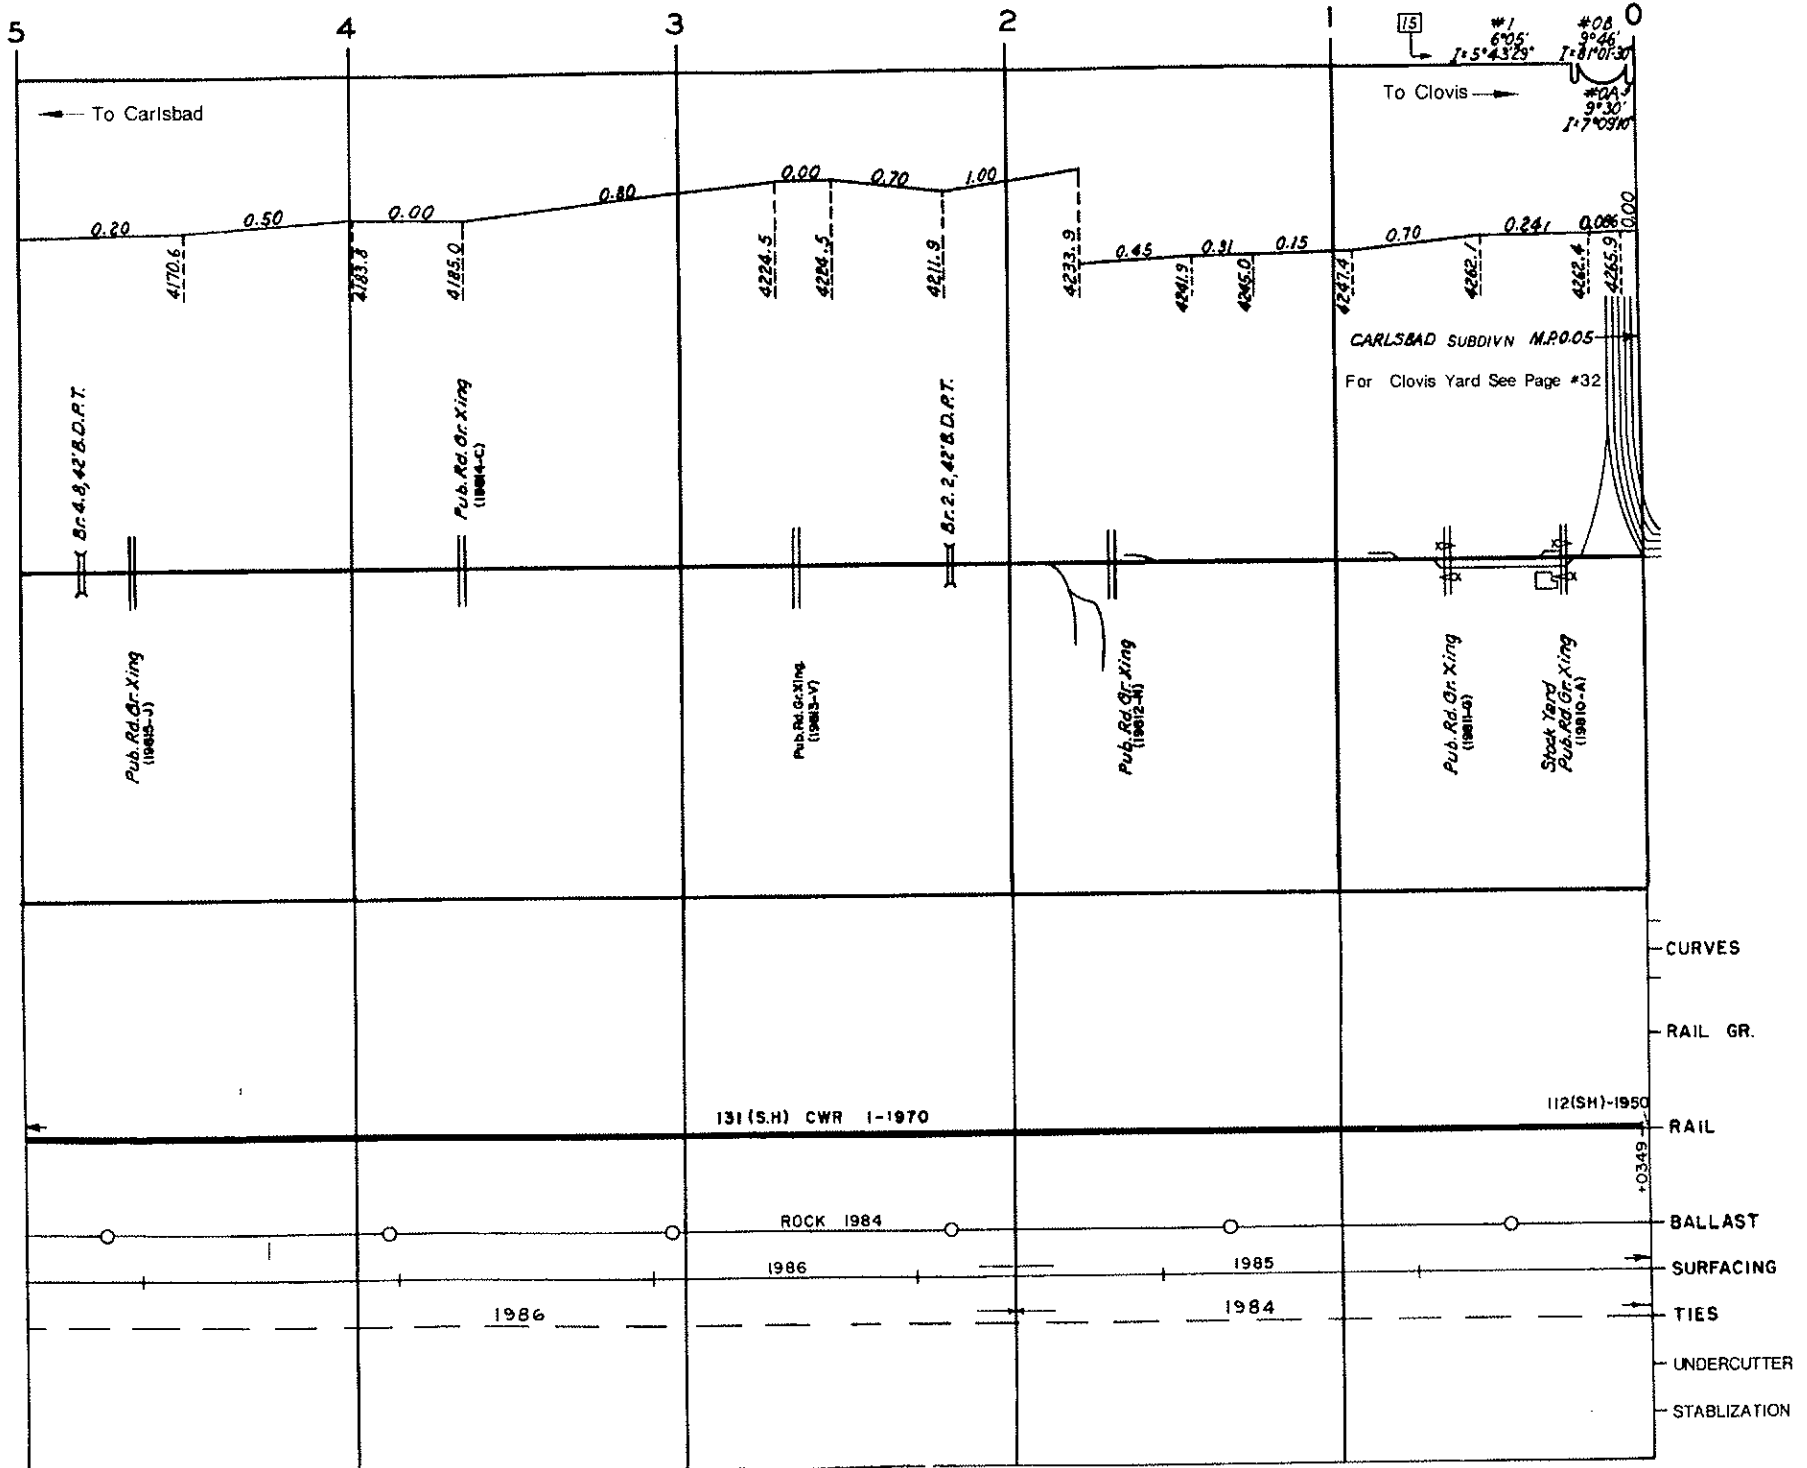 5 4 3 2 1 0
15
#1
6°05'
I=5°43'29"
#0B
9°46'
I=81°01'30"
To Carlsbad
To Clovis
#0A
9°30'
I=7°09'10"
0.20 0.50 0.00 0.80 0.00 0.70 1.00
0.45 0.31 0.15 0.70 0.241 0.086 0.00
4170.6 4183.8 4185.0 4224.5 4224.5 4211.9 4233.9 4241.9 4245.0 4247.4 4262.1 4262.4 4265.9
CARLSBAD SUBDIVN M.P.0.05
For Clovis Yard See Page #32
Br. 4.8, 42' B.D.P.T.
Pub. Rd. Gr. Xing
(19814-C)
Br. 2.2, 42' B.D.P.T.
Pub. Rd. Gr. Xing
(19815-J)
Pub. Rd. Gr. Xing
(19813-V)
Pub. Rd. Gr. Xing
(19812-N)
Pub. Rd. Gr. Xing
(19811-G)
Stock Yard
Pub. Rd. Gr. Xing
(19810-A)
CURVES
RAIL GR.
131 (S.H) CWR 1-1970
112(SH)-1950
RAIL
+0349
ROCK 1984
BALLAST
1986 1985
SURFACING
1986 1984
TIES
UNDERCUTTER
STABLIZATION